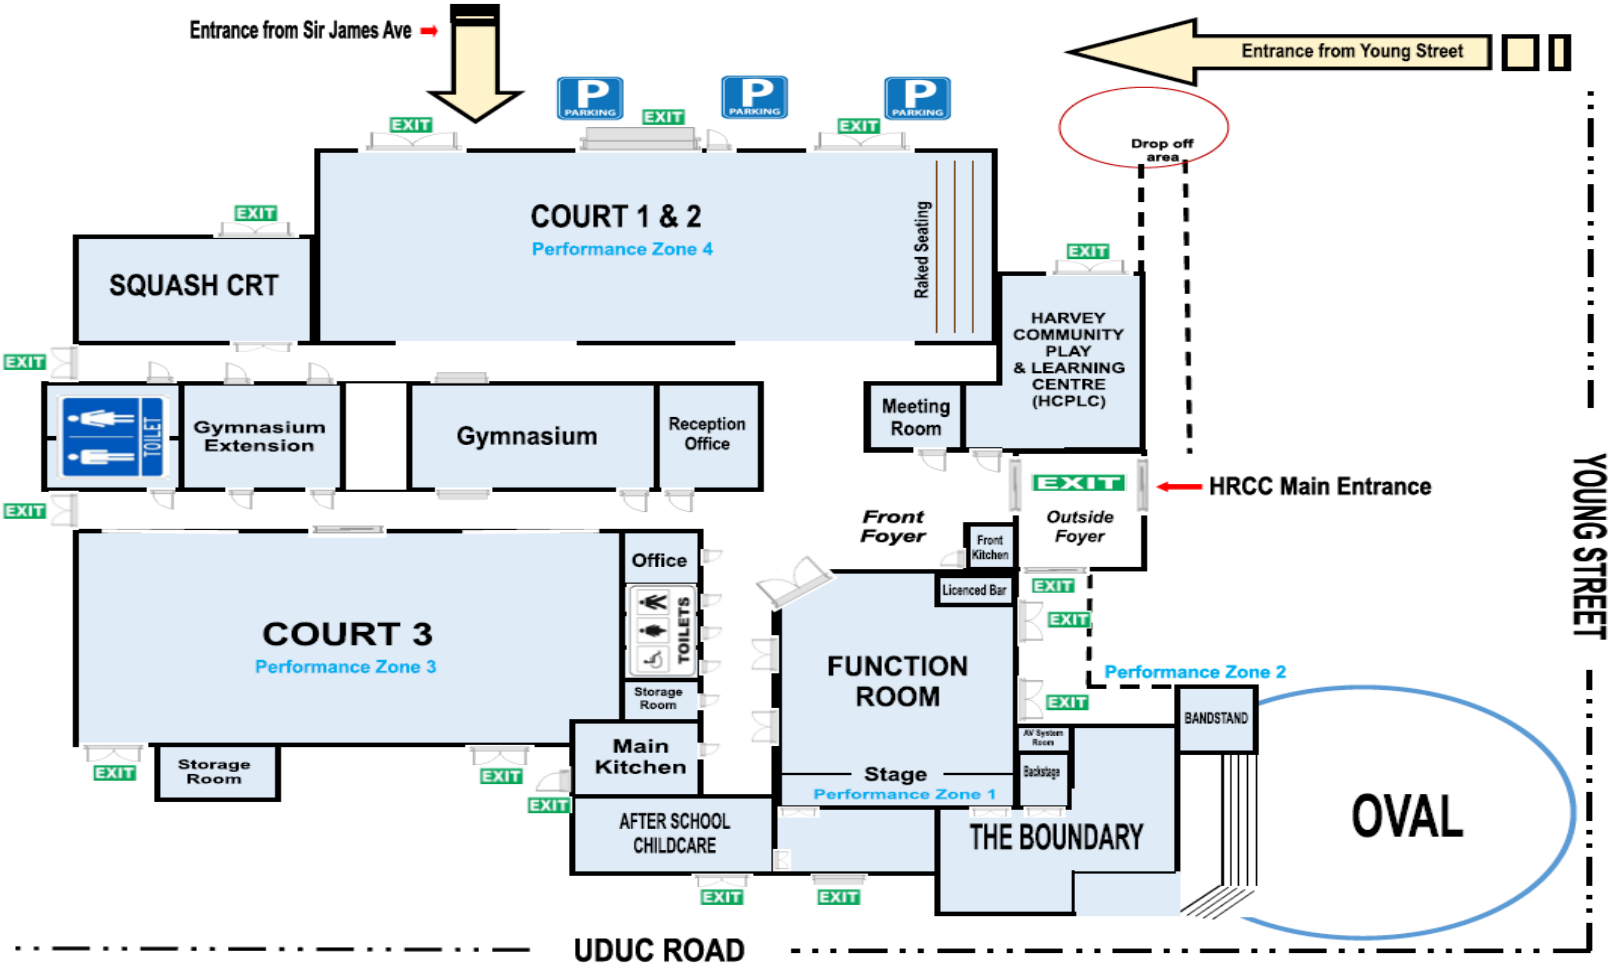 Entrance from Sir James Ave
Entrance from Young Street
P
PARKING
P
PARKING
P
PARKING
EXIT
EXIT
EXIT
Drop off
area
COURT 1 & 2
Performance Zone 4
Raked Seating
EXIT
SQUASH CRT
EXIT
HARVEY
COMMUNITY
PLAY
& LEARNING
CENTRE
(HCPLC)
EXIT
TOILET
Gymnasium
Extension
Gymnasium
Reception
Office
Meeting
Room
EXIT
HRCC Main Entrance
EXIT
Front
Foyer
Outside
Foyer
Front
Kitchen
YOUNG STREET
Office
TOILETS
Storage
Room
COURT 3
Performance Zone 3
Licenced Bar
EXIT
EXIT
EXIT
FUNCTION
ROOM
Performance Zone 2
BANDSTAND
AV System
Room
Backstage
Stage
Performance Zone 1
Main
Kitchen
EXIT
Storage
Room
EXIT
EXIT
AFTER SCHOOL
CHILDCARE
THE BOUNDARY
OVAL
EXIT
EXIT
UDUC ROAD